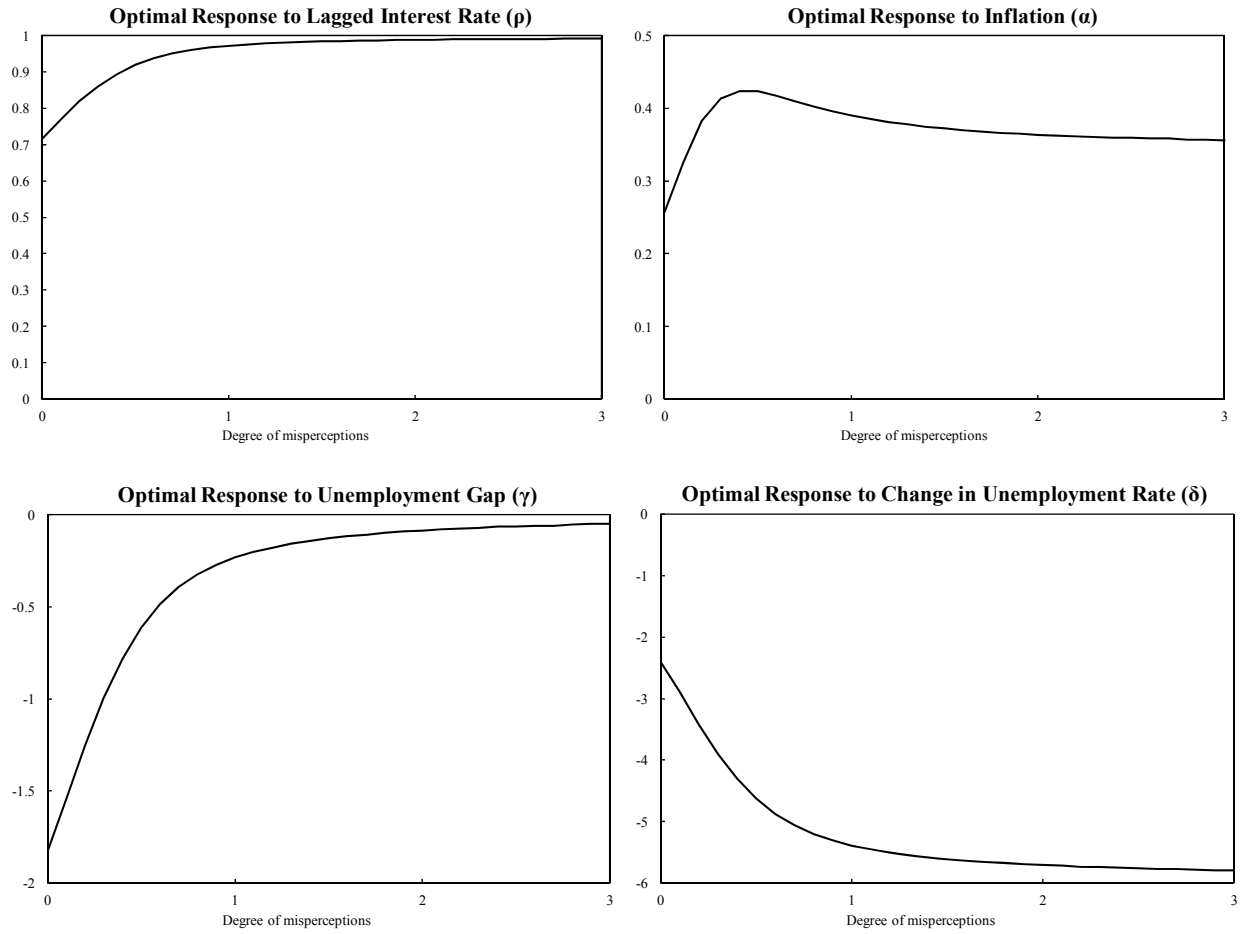 Optimal Response to Lagged Interest Rate (ρ)
1
0.9
0.8
0.7
0.6
0.5
0.4
0.3
0.2
0.1
0
0 1 2 3
Degree of misperceptions
Optimal Response to Inflation (α)
0.5
0.4
0.3
0.2
0.1
0
0 1 2 3
Degree of misperceptions
Optimal Response to Unemployment Gap (γ)
0
-0.5
-1
-1.5
-2
0 1 2 3
Degree of misperceptions
Optimal Response to Change in Unemployment Rate (δ)
0
-1
-2
-3
-4
-5
-6
0 1 2 3
Degree of misperceptions